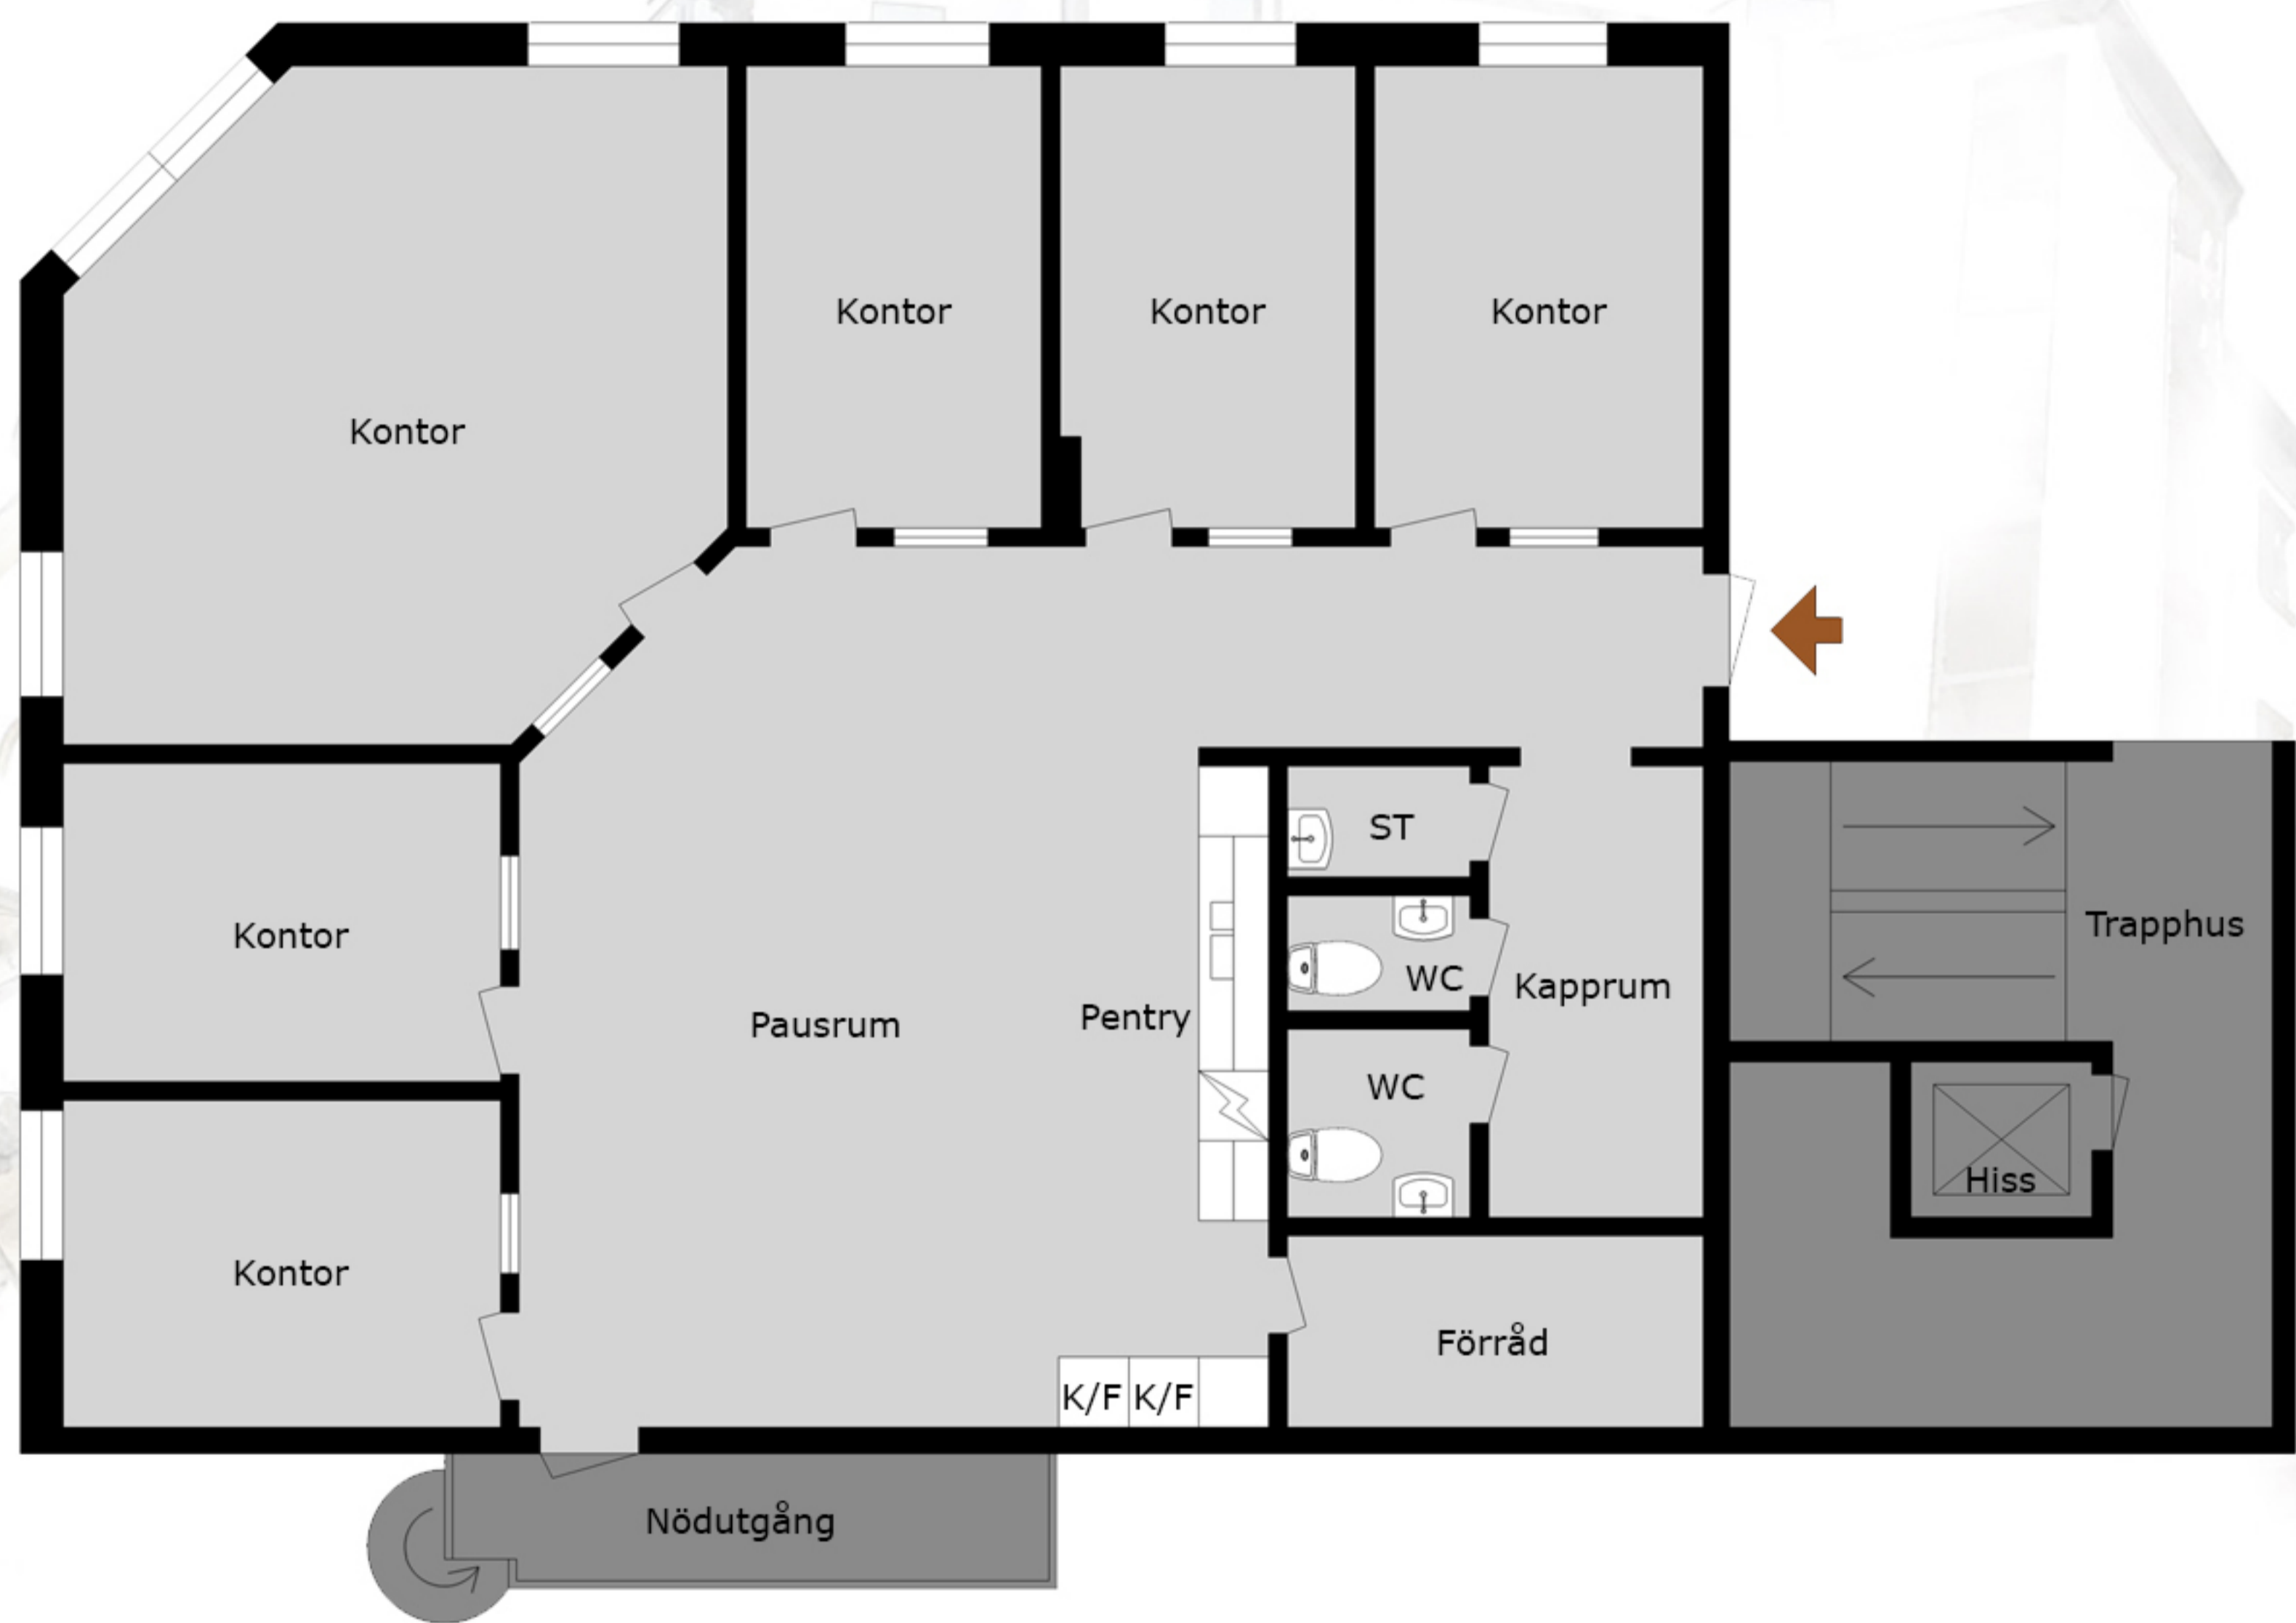 Kontor
Kontor
Kontor
Kontor
ST
Trapphus
Kontor
WC
Kapprum
Pausrum
Pentry
WC
Hiss
Kontor
Förråd
K/F
K/F
Nödutgång